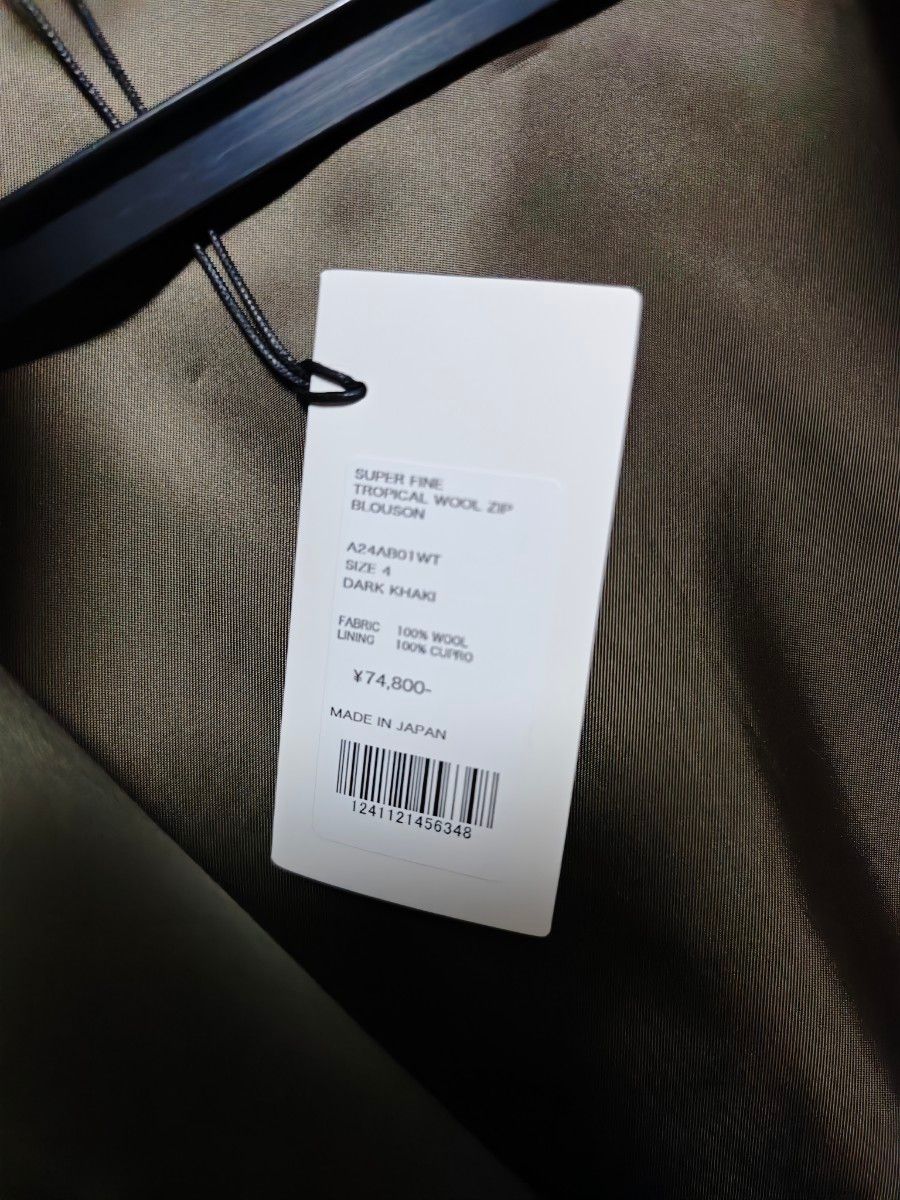 SUPER FINE
TROPICAL WOOL ZIP
BLOUSON
A24AB01WT
SIZE 4
DARK KHAKI
FABRIC 100% WOOL
LINING 100% CUPRO
¥74,800-
MADE IN JAPAN
1241121456348